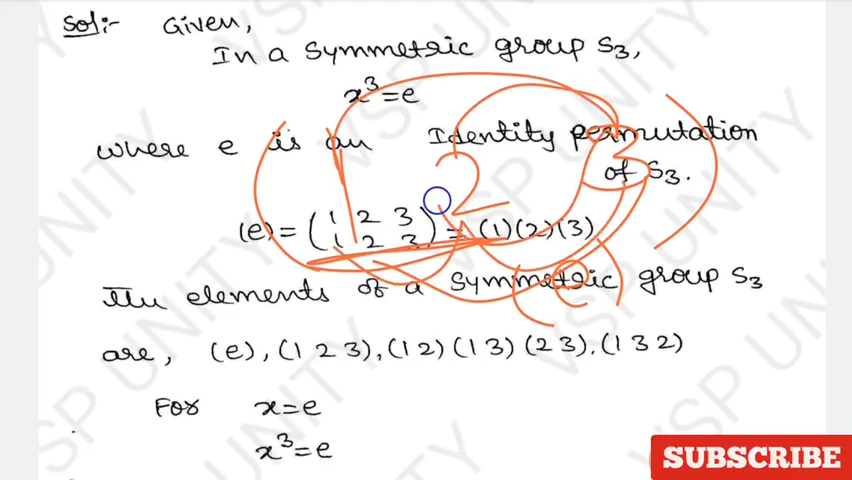 Sol:- Given,
In a Symmetric group S3,
x³=e
where e is an Identity permutation
of S3.
(e) = (1 2 3
1 2 3) = (1)(2)(3)
The elements of a Symmetric group S3
are, (e), (1 2 3), (1 2) (1 3) (2 3), (1 3 2)
For x=e
x³=e
SUBSCRIBE
VSP UNITY